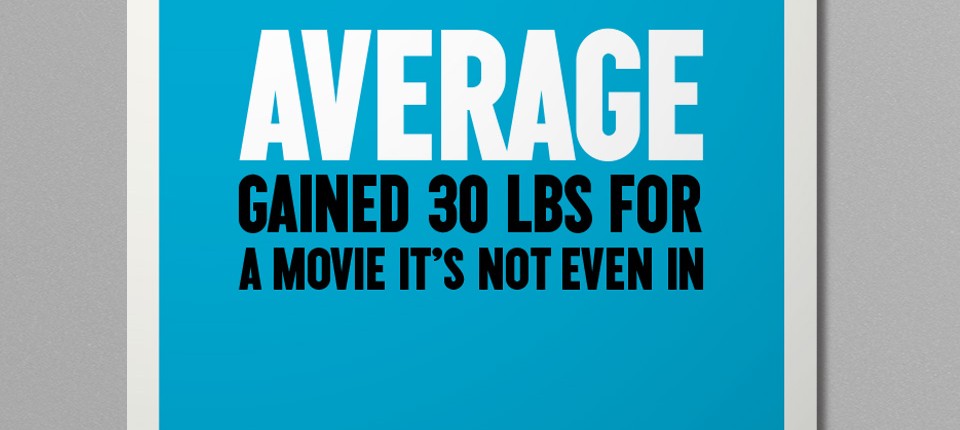 AVERAGE
GAINED 30 LBS FOR
A MOVIE IT'S NOT EVEN IN